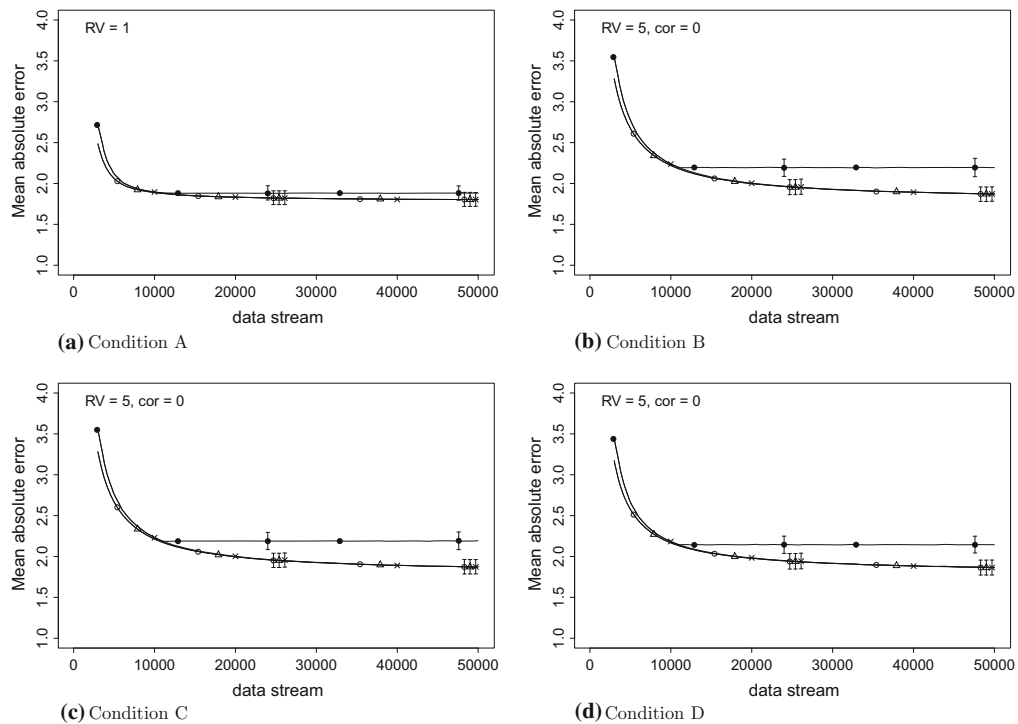 RV = 1
Mean absolute error
4.0
3.5
3.0
2.5
2.0
1.5
1.0
0 10000 20000 30000 40000 50000
data stream
(a) Condition A
RV = 5, cor = 0
Mean absolute error
4.0
3.5
3.0
2.5
2.0
1.5
1.0
0 10000 20000 30000 40000 50000
data stream
(b) Condition B
RV = 5, cor = 0
Mean absolute error
4.0
3.5
3.0
2.5
2.0
1.5
1.0
0 10000 20000 30000 40000 50000
data stream
(c) Condition C
RV = 5, cor = 0
Mean absolute error
4.0
3.5
3.0
2.5
2.0
1.5
1.0
0 10000 20000 30000 40000 50000
data stream
(d) Condition D